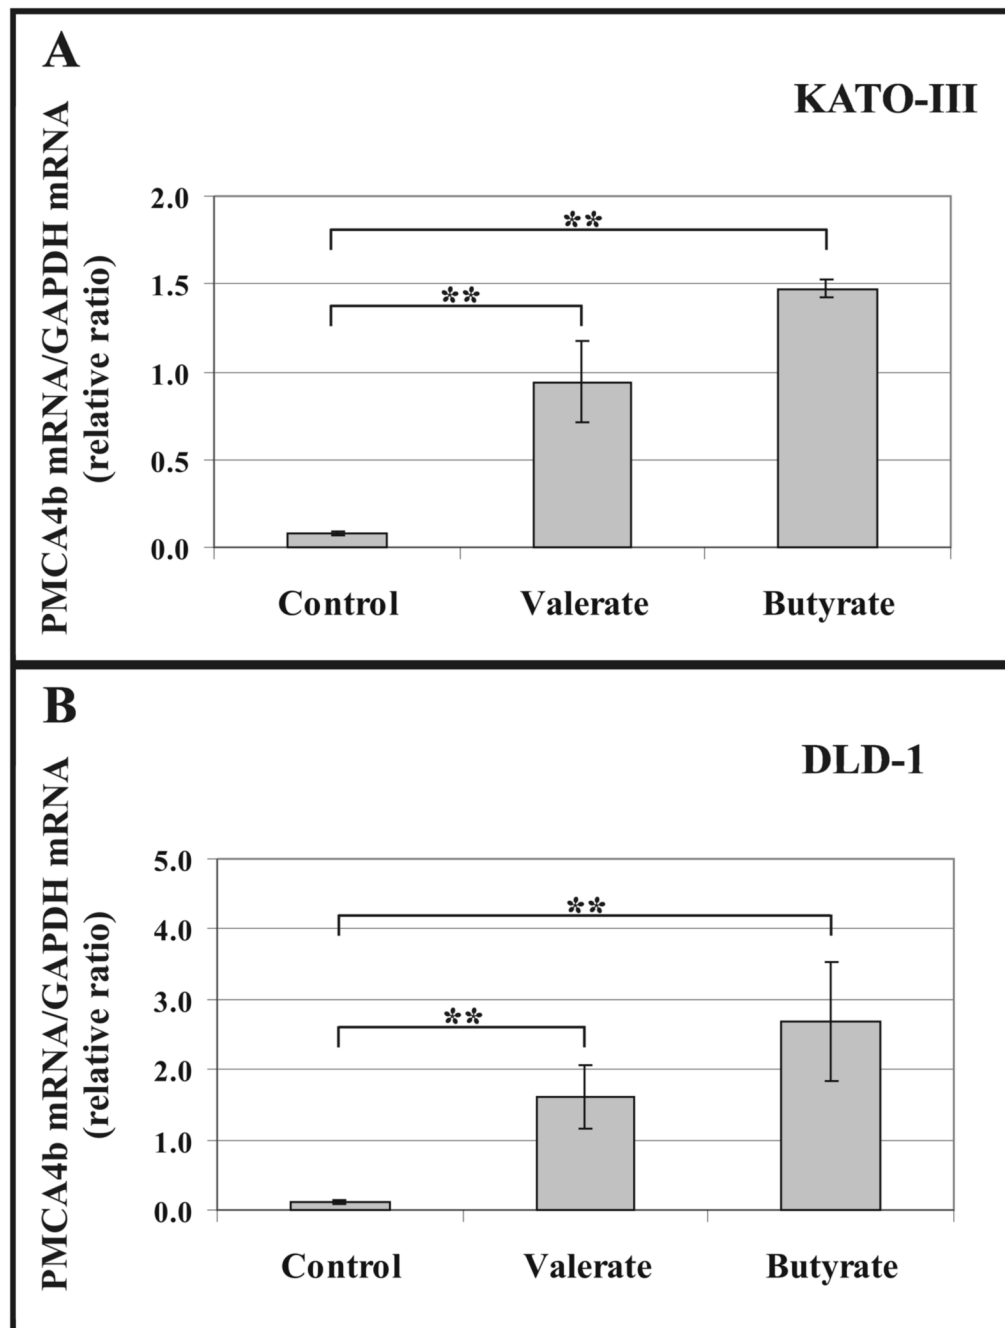 A
KATO-III
PMCA4b mRNA/GAPDH mRNA
(relative ratio)
2.0
1.5
1.0
0.5
0.0
**
**
Control Valerate Butyrate
B
DLD-1
PMCA4b mRNA/GAPDH mRNA
(relative ratio)
5.0
4.0
3.0
2.0
1.0
0.0
**
**
Control Valerate Butyrate